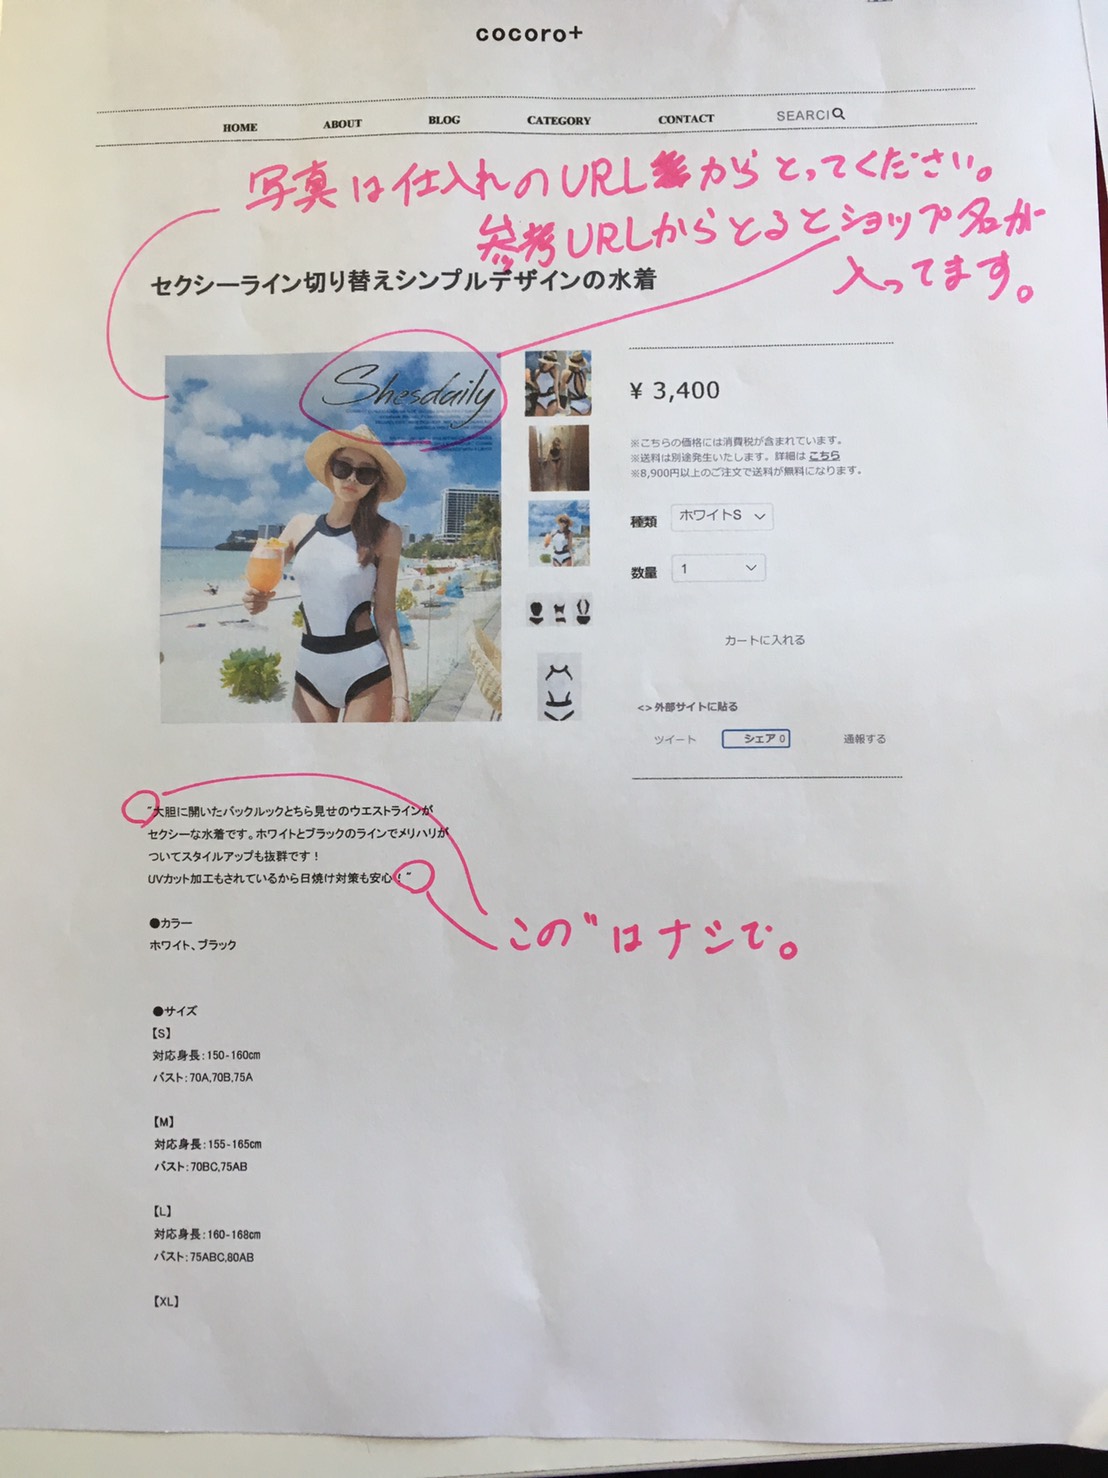 cocoro+
HOME ABOUT BLOG CATEGORY CONTACT SEARCI
写真は仕入れのURLからとってください。
参考URLからとるとショップ名が
入ってます。
セクシーライン切り替えシンプルデザインの水着
Shesdaily
¥ 3,400
※こちらの価格には消費税が含まれています。
※送料は別途発生いたします。詳細は こちら
※8,900円以上のご注文で送料が無料になります。
種類 ホワイトS
数量 1
カートに入れる
<> 外部サイトに貼る
ツイート シェア 0 通報する
"大胆に開いたバックルックとちら見せのウエストラインが
セクシーな水着です。ホワイトとブラックのラインでメリハリが
ついてスタイルアップも抜群です！
UVカット加工もされているから日焼け対策も安心！"
この"はナシで。
●カラー
ホワイト、ブラック
●サイズ
【S】
対応身長：150-160cm
バスト：70A,70B,75A
【M】
対応身長：155-165cm
バスト：70BC,75AB
【L】
対応身長：160-168cm
バスト：75ABC,80AB
【XL】